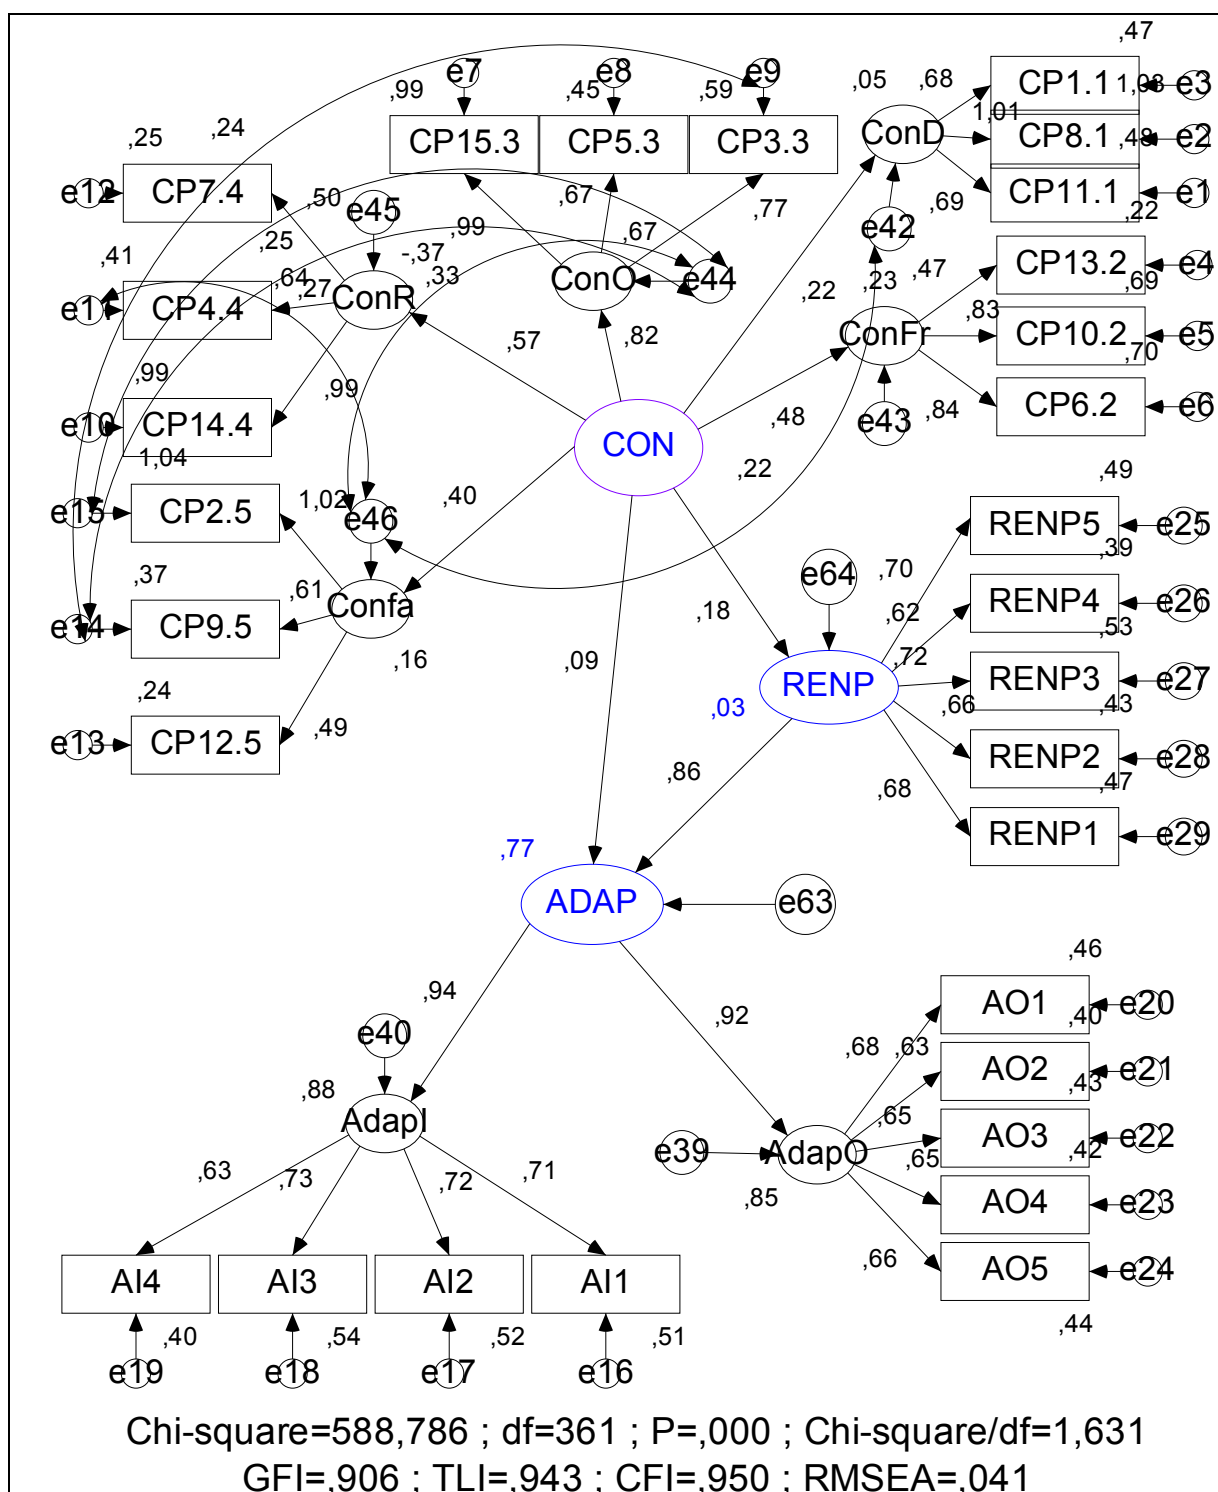 ,47
e7
e8
e9
,05
,68
CP1.1
e3
,99
,45
,59
1,08
1,01
,25
,24
CP15.3
CP5.3
CP3.3
ConD
CP8.1
e2
,48
e12
CP7.4
,50
e45
,67
,77
CP11.1
e1
,69
e42
,22
,41
,25
-,37
,99
,67
,64
,27
,33
ConR
ConO
e44
,22
,23
,47
CP13.2
e4
,69
e11
CP4.4
,83
ConFr
CP10.2
e5
,57
,82
,70
,99
,99
e10
CP14.4
CON
,48
e43
,84
CP6.2
e6
1,04
,22
,49
e15
CP2.5
1,02
e46
,40
RENP5
e25
,39
,37
e64
,70
,61
Confa
,18
,62
RENP4
e26
,53
e14
CP9.5
,16
,09
,72
RENP
RENP3
e27
,24
,03
,66
,43
e13
CP12.5
,49
,86
RENP2
e28
,68
,47
RENP1
e29
,77
ADAP
e63
,46
,94
,92
AO1
e20
,40
e40
,68
,63
AO2
e21
,43
,88
AdapI
,65
e39
AdapO
AO3
e22
,42
,63
,73
,72
,71
,65
,85
AO4
e23
,66
AO5
e24
AI4
AI3
AI2
AI1
,44
,40
,54
,52
,51
e19
e18
e17
e16
Chi-square=588,786 ; df=361 ; P=,000 ; Chi-square/df=1,631
GFI=,906 ; TLI=,943 ; CFI=,950 ; RMSEA=,041